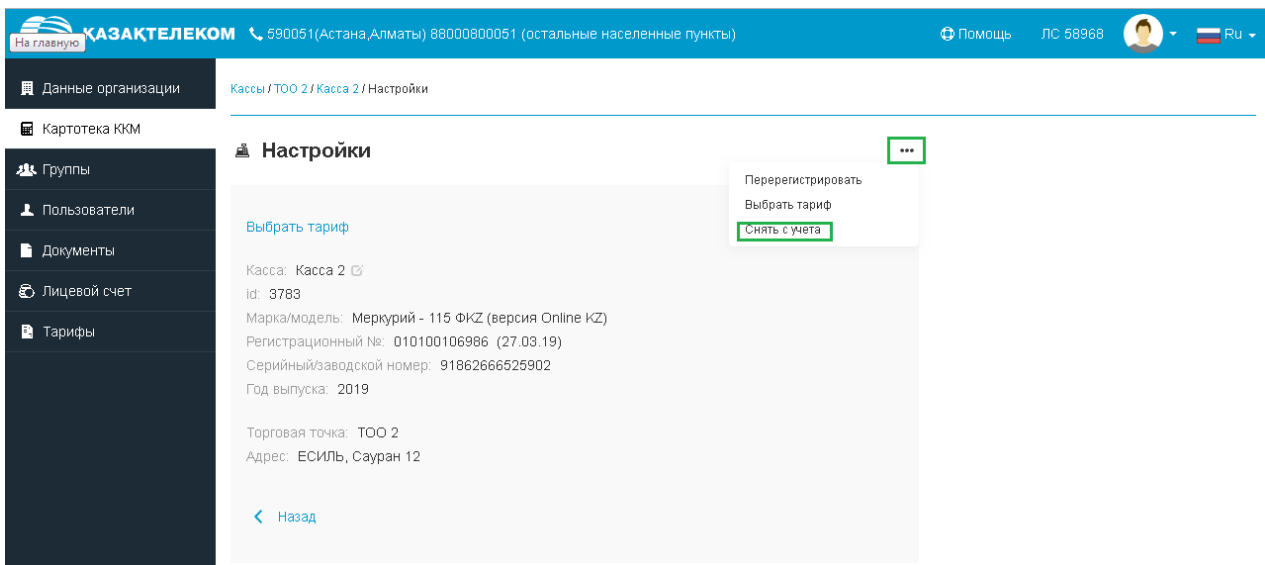 ҚАЗАҚТЕЛЕКОМ 590051(Астана,Алматы) 88000800051 (остальные населенные пункты) Помощь ЛС 58968 Ru
На главную
Данные организации
Картотека ККМ
Группы
Пользователи
Документы
Лицевой счет
Тарифы
Кассы / ТОО 2 / Касса 2 / Настройки
Настройки
Перерегистрировать
Выбрать тариф
Снять с учета
Выбрать тариф
Касса: Касса 2
id: 3783
Марка/модель: Меркурий - 115 ФKZ (версия Online KZ)
Регистрационный №: 010100106986 (27.03.19)
Серийный/заводской номер: 91862666525902
Год выпуска: 2019
Торговая точка: ТОО 2
Адрес: ЕСИЛЬ, Сауран 12
Назад